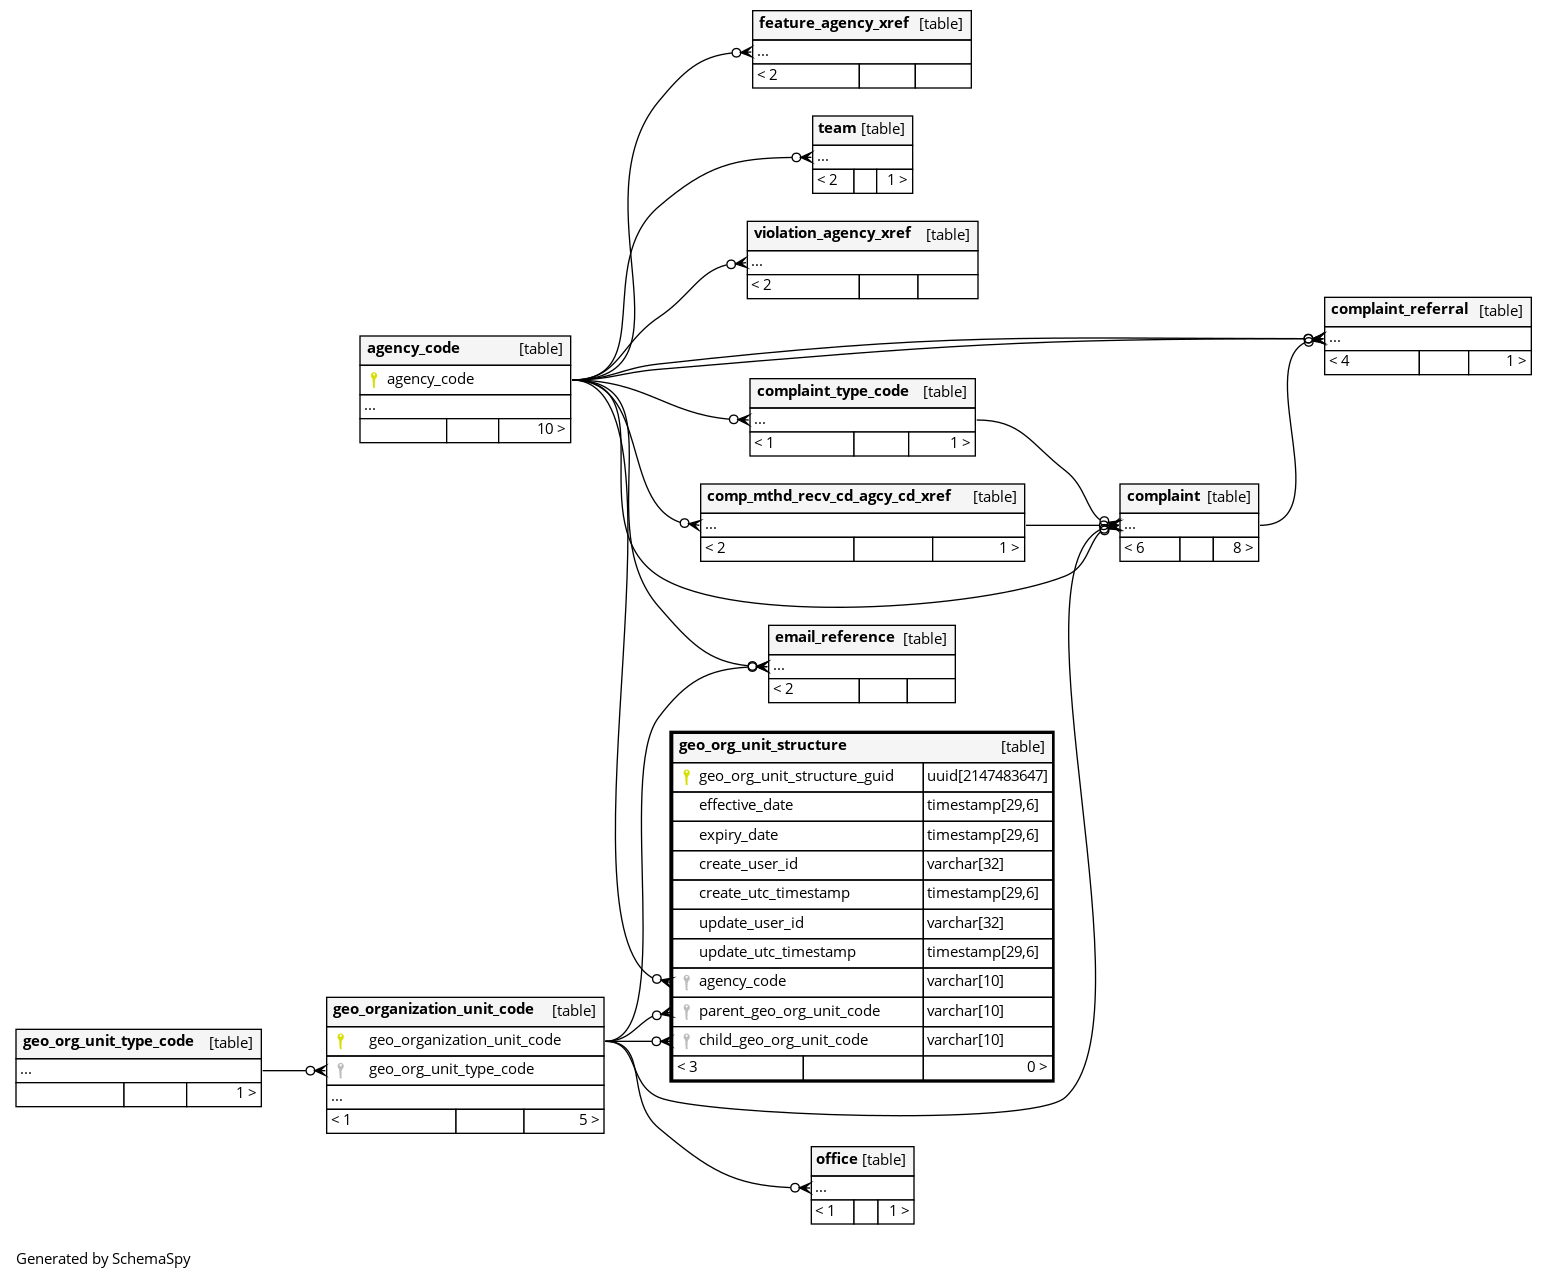 feature_agency_xref [table]
...
< 2
team [table]
...
< 2 1 >
violation_agency_xref [table]
...
< 2
complaint_referral [table]
...
< 4 1 >
agency_code [table]
agency_code
...
10 >
complaint_type_code [table]
...
< 1 1 >
comp_mthd_recv_cd_agcy_cd_xref [table]
...
< 2 1 >
complaint [table]
...
< 6 8 >
email_reference [table]
...
< 2
geo_org_unit_structure [table]
geo_org_unit_structure_guid uuid[2147483647]
effective_date timestamp[29,6]
expiry_date timestamp[29,6]
create_user_id varchar[32]
create_utc_timestamp timestamp[29,6]
update_user_id varchar[32]
update_utc_timestamp timestamp[29,6]
agency_code varchar[10]
parent_geo_org_unit_code varchar[10]
child_geo_org_unit_code varchar[10]
< 3 0 >
geo_organization_unit_code [table]
geo_organization_unit_code
geo_org_unit_type_code
...
< 1 5 >
geo_org_unit_type_code [table]
...
1 >
office [table]
...
< 1 1 >
Generated by SchemaSpy